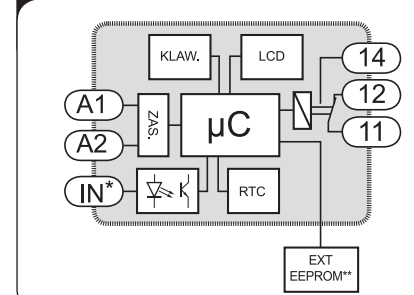 KLAW.
LCD
14
A1
ZAS.
µC
12
A2
11
IN*
RTC
EXT
EEPROM**